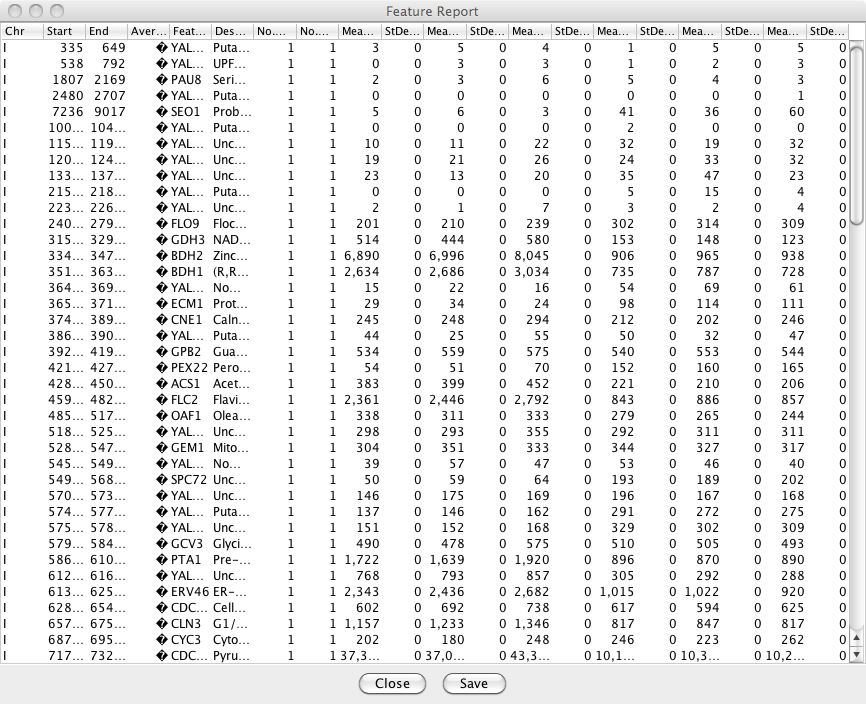 Feature Report
Chr Start End Aver... Feat... Des... No.... No.... Mea... StDe... Mea... StDe... Mea... StDe... Mea... StDe... Mea... StDe... Mea... StDe...
I 335 649 � YAL... Puta... 1 1 3 0 5 0 4 0 1 0 5 0 5 0
I 538 792 � YAL... UPF... 1 1 0 0 3 0 3 0 1 0 2 0 3 0
I 1807 2169 � PAU8 Seri... 1 1 2 0 3 0 6 0 5 0 4 0 3 0
I 2480 2707 � YAL... Puta... 1 1 0 0 0 0 0 0 0 0 0 0 1 0
I 7236 9017 � SEO1 Prob... 1 1 5 0 6 0 3 0 41 0 36 0 60 0
I 100... 104... � YAL... Puta... 1 1 0 0 0 0 0 0 2 0 0 0 0 0
I 115... 119... � YAL... Unc... 1 1 10 0 11 0 22 0 32 0 19 0 32 0
I 120... 124... � YAL... Unc... 1 1 19 0 21 0 26 0 24 0 33 0 32 0
I 133... 137... � YAL... Unc... 1 1 23 0 13 0 20 0 35 0 47 0 23 0
I 215... 218... � YAL... Puta... 1 1 0 0 0 0 0 0 5 0 15 0 4 0
I 223... 226... � YAL... Unc... 1 1 2 0 1 0 7 0 3 0 2 0 4 0
I 240... 279... � FLO9 Floc... 1 1 201 0 210 0 239 0 302 0 314 0 309 0
I 315... 329... � GDH3 NAD... 1 1 514 0 444 0 580 0 153 0 148 0 123 0
I 334... 347... � BDH2 Zinc... 1 1 6,890 0 6,996 0 8,045 0 906 0 965 0 938 0
I 351... 363... � BDH1 (R,R... 1 1 2,634 0 2,686 0 3,034 0 735 0 787 0 728 0
I 364... 369... � YAL... No... 1 1 15 0 22 0 16 0 54 0 69 0 61 0
I 365... 371... � ECM1 Prot... 1 1 29 0 34 0 24 0 98 0 114 0 111 0
I 374... 389... � CNE1 Caln... 1 1 245 0 248 0 294 0 212 0 202 0 246 0
I 386... 390... � YAL... Puta... 1 1 44 0 25 0 55 0 50 0 32 0 47 0
I 392... 419... � GPB2 Gua... 1 1 534 0 559 0 575 0 540 0 553 0 544 0
I 421... 427... � PEX22 Pero... 1 1 54 0 51 0 70 0 152 0 160 0 165 0
I 428... 450... � ACS1 Acet... 1 1 383 0 399 0 452 0 221 0 210 0 206 0
I 459... 482... � FLC2 Flavi... 1 1 2,361 0 2,446 0 2,792 0 843 0 886 0 857 0
I 485... 517... � OAF1 Olea... 1 1 338 0 311 0 333 0 279 0 265 0 244 0
I 518... 525... � YAL... Unc... 1 1 298 0 293 0 355 0 292 0 311 0 311 0
I 528... 547... � GEM1 Mito... 1 1 304 0 351 0 333 0 344 0 327 0 317 0
I 545... 549... � YAL... No... 1 1 39 0 57 0 47 0 53 0 46 0 40 0
I 549... 568... � SPC72 Unc... 1 1 50 0 59 0 64 0 193 0 189 0 202 0
I 570... 573... � YAL... Unc... 1 1 146 0 175 0 169 0 196 0 167 0 168 0
I 574... 577... � YAL... Puta... 1 1 137 0 146 0 162 0 291 0 272 0 275 0
I 575... 578... � YAL... Unc... 1 1 151 0 152 0 168 0 329 0 302 0 309 0
I 579... 584... � GCV3 Glyci... 1 1 490 0 478 0 575 0 510 0 505 0 493 0
I 586... 610... � PTA1 Pre-... 1 1 1,722 0 1,639 0 1,920 0 896 0 870 0 890 0
I 612... 616... � YAL... Unc... 1 1 768 0 793 0 857 0 305 0 292 0 288 0
I 613... 625... � ERV46 ER-... 1 1 2,343 0 2,436 0 2,682 0 1,015 0 1,022 0 920 0
I 628... 654... � CDC... Cell... 1 1 602 0 692 0 738 0 617 0 594 0 625 0
I 657... 675... � CLN3 G1/... 1 1 1,157 0 1,233 0 1,346 0 817 0 847 0 817 0
I 687... 695... � CYC3 Cyto... 1 1 202 0 180 0 248 0 246 0 223 0 262 0
I 717... 732... � CDC... Pyru... 1 1 37,3... 0 37,0... 0 43,3... 0 10,1... 0 10,3... 0 10,2... 0
Close Save